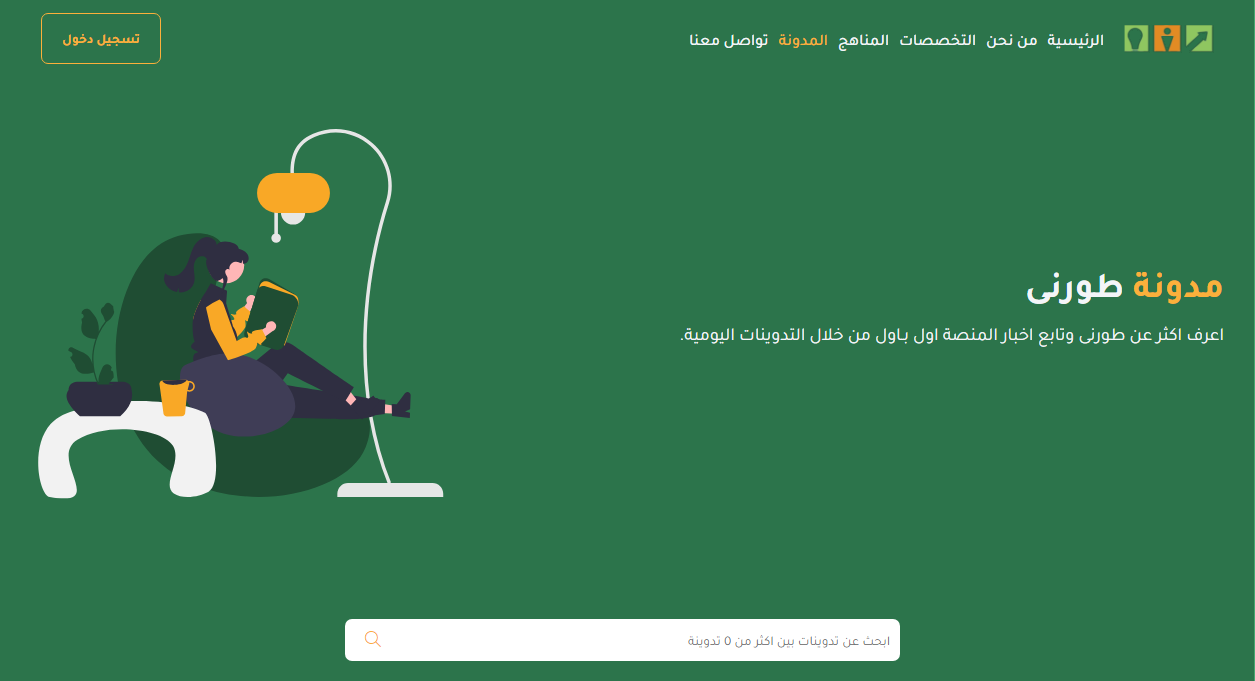 الرئيسية من نحن التخصصات المناهج المدونة تواصل معنا
تسجيل دخول
مدونة طورنى
اعرف اكثر عن طورنى وتابع اخبار المنصة اول باول من خلال التدوينات اليومية.
ابحث عن تدوينات بين اكثر من 0 تدوينة